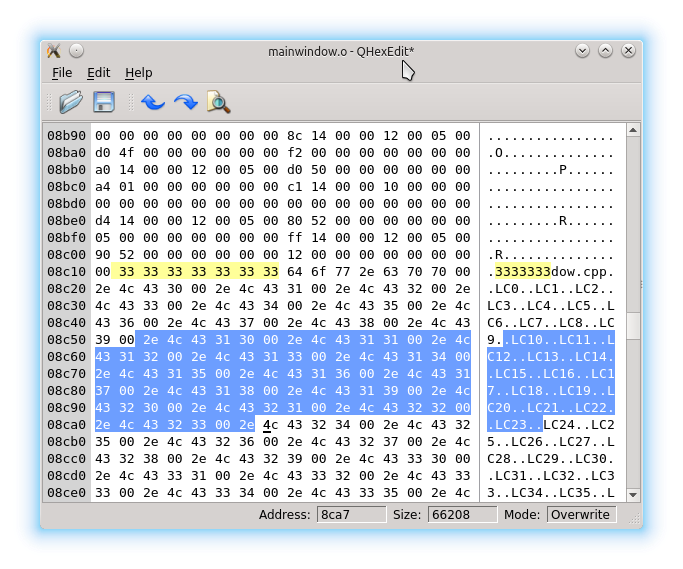 mainwindow.o - QHexEdit*
File Edit Help
08b90 00 00 00 00 00 00 00 00 8c 14 00 00 12 00 05 00 ................
08ba0 d0 4f 00 00 00 00 00 00 f2 00 00 00 00 00 00 00 .O..............
08bb0 a0 14 00 00 12 00 05 00 d0 50 00 00 00 00 00 00 .........P......
08bc0 a4 01 00 00 00 00 00 00 c1 14 00 00 10 00 00 00 ................
08bd0 00 00 00 00 00 00 00 00 00 00 00 00 00 00 00 00 ................
08be0 d4 14 00 00 12 00 05 00 80 52 00 00 00 00 00 00 .........R......
08bf0 05 00 00 00 00 00 00 00 ff 14 00 00 12 00 05 00 ................
08c00 90 52 00 00 00 00 00 00 12 00 00 00 00 00 00 00 .R..............
08c10 00 33 33 33 33 33 33 33 64 6f 77 2e 63 70 70 00 .3333333dow.cpp.
08c20 2e 4c 43 30 00 2e 4c 43 31 00 2e 4c 43 32 00 2e .LC0..LC1..LC2..
08c30 4c 43 33 00 2e 4c 43 34 00 2e 4c 43 35 00 2e 4c LC3..LC4..LC5..L
08c40 43 36 00 2e 4c 43 37 00 2e 4c 43 38 00 2e 4c 43 C6..LC7..LC8..LC
08c50 39 00 2e 4c 43 31 30 00 2e 4c 43 31 31 00 2e 4c 9..LC10..LC11..L
08c60 43 31 32 00 2e 4c 43 31 33 00 2e 4c 43 31 34 00 C12..LC13..LC14.
08c70 2e 4c 43 31 35 00 2e 4c 43 31 36 00 2e 4c 43 31 .LC15..LC16..LC1
08c80 37 00 2e 4c 43 31 38 00 2e 4c 43 31 39 00 2e 4c 7..LC18..LC19..L
08c90 43 32 30 00 2e 4c 43 32 31 00 2e 4c 43 32 32 00 C20..LC21..LC22.
08ca0 2e 4c 43 32 33 00 2e 4c 43 32 34 00 2e 4c 43 32 .LC23..LC24..LC2
08cb0 35 00 2e 4c 43 32 36 00 2e 4c 43 32 37 00 2e 4c 5..LC26..LC27..L
08cc0 43 32 38 00 2e 4c 43 32 39 00 2e 4c 43 33 30 00 C28..LC29..LC30.
08cd0 2e 4c 43 33 31 00 2e 4c 43 33 32 00 2e 4c 43 33 .LC31..LC32..LC3
08ce0 33 00 2e 4c 43 33 34 00 2e 4c 43 33 35 00 2e 4c 3..LC34..LC35..L
Address: 8ca7 Size: 66208 Mode: Overwrite